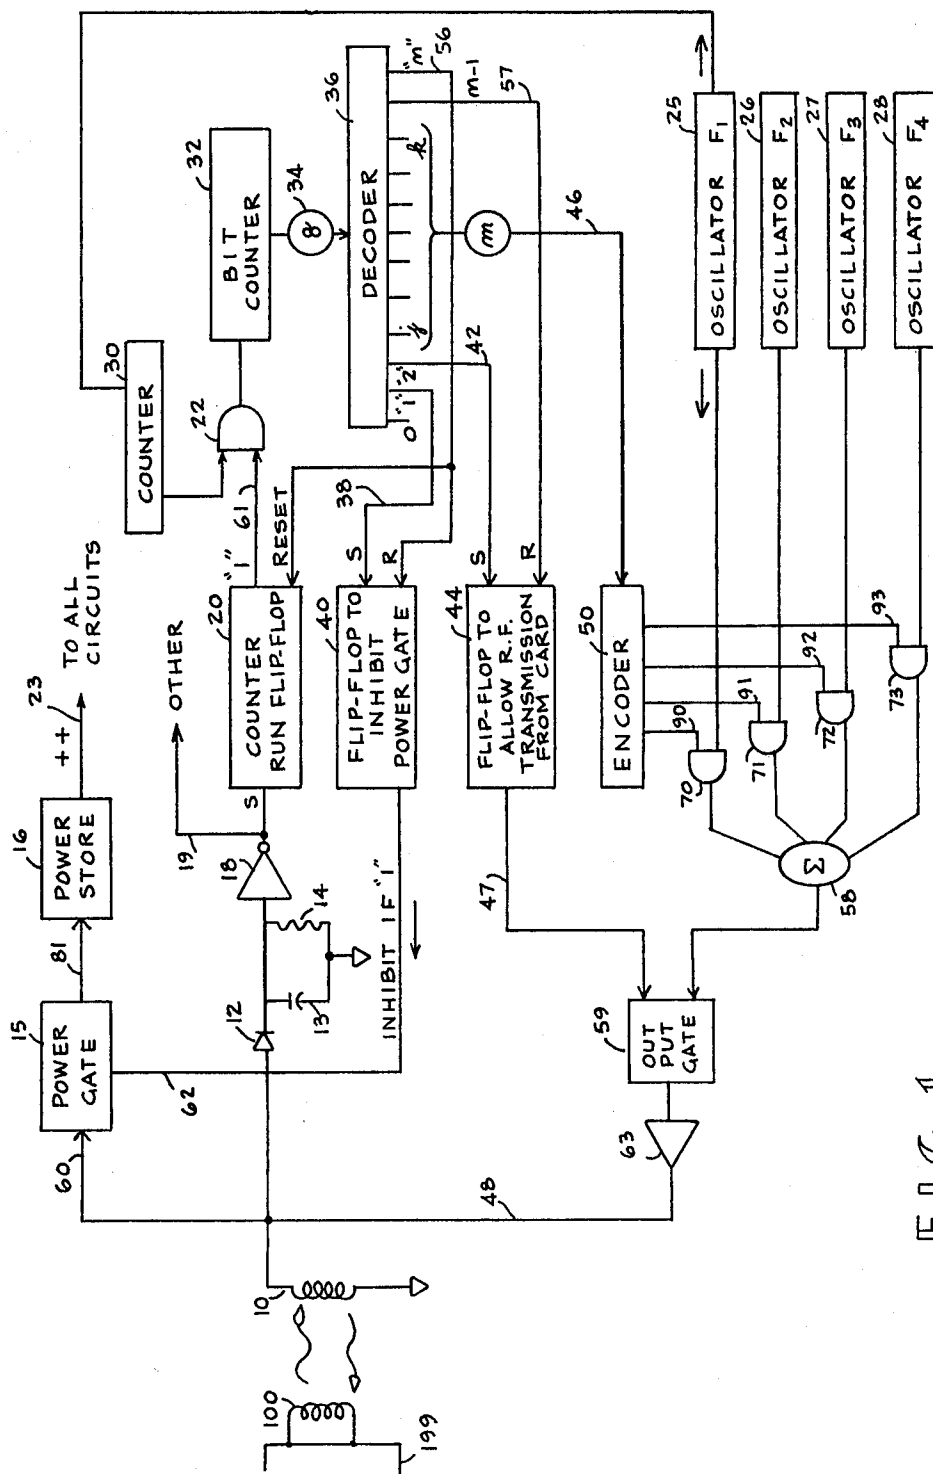 15
POWER
GATE
60
81
16
POWER
STORE
23
++
TO ALL
CIRCUITS
62
OTHER
19
30
COUNTER
100
199
10
12
13
14
18
S
20
COUNTER
RUN FLIP-FLOP
"1"
61
RESET
22
32
BIT
COUNTER
34
g
INHIBIT IF "1"
40
FLIP-FLOP TO
INHIBIT
POWER GATE
S
R
38
36
DECODER
0
"1"
"2"
j
k
"m"
56
m-1
57
42
m
46
44
FLIP-FLOP TO
ALLOW R.F.
TRANSMISSION
FROM CARD
S
R
47
48
50
ENCODER
90
91
92
93
59
OUT
PUT
GATE
63
70
71
72
73
Σ
58
25
OSCILLATOR F1
26
OSCILLATOR F2
27
OSCILLATOR F3
28
OSCILLATOR F4
FIG. 1